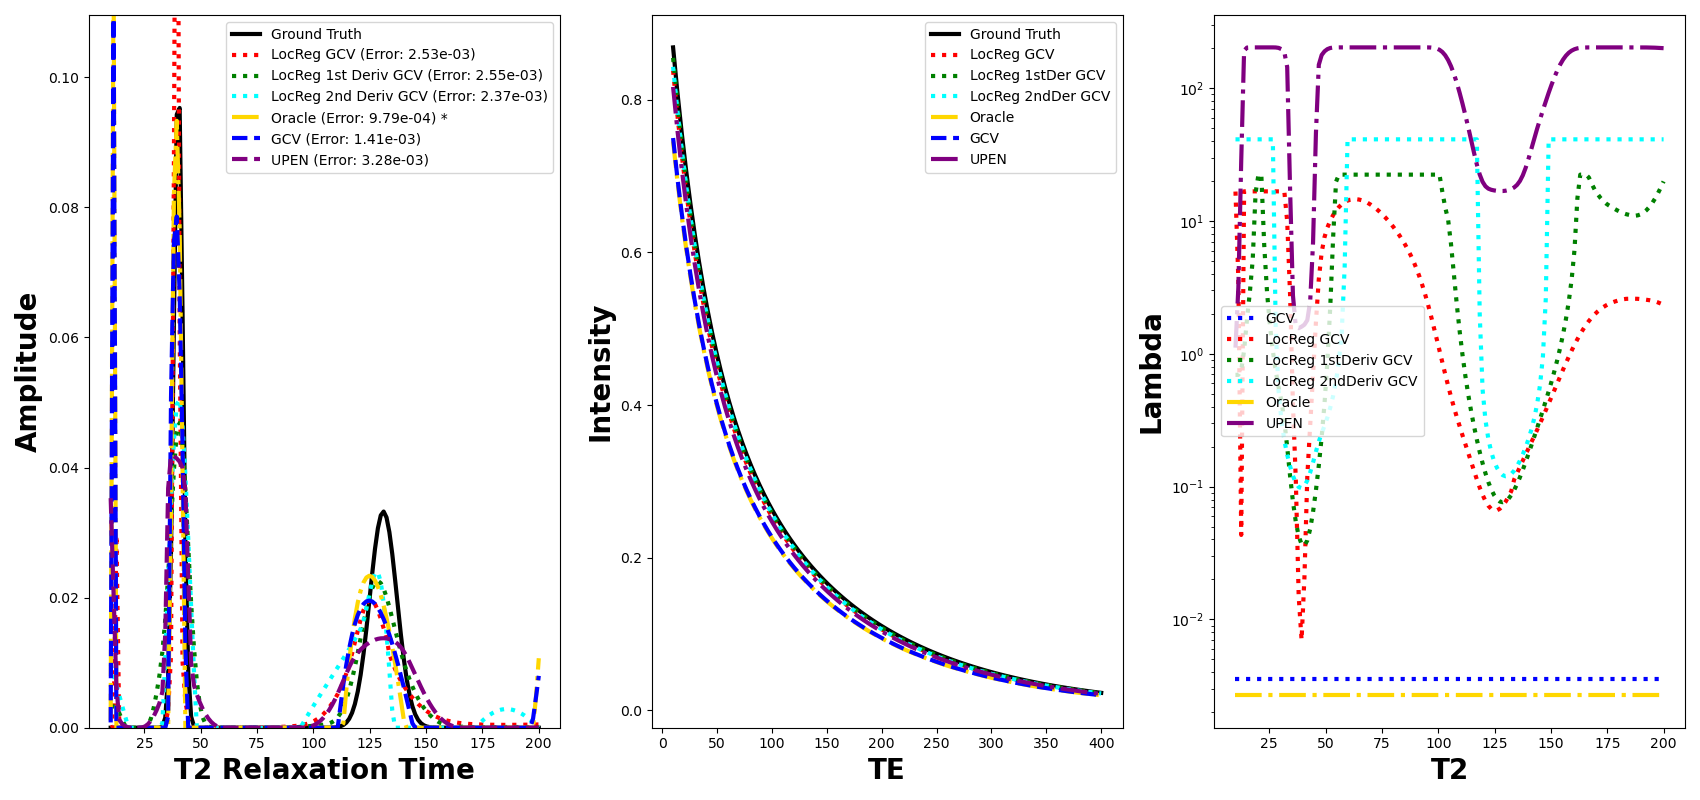 Amplitude
0.10
0.08
0.06
0.04
0.02
0.00
25
50
75
100
125
150
175
200
T2 Relaxation Time
Ground Truth
LocReg GCV (Error: 2.53e-03)
LocReg 1st Deriv GCV (Error: 2.55e-03)
LocReg 2nd Deriv GCV (Error: 2.37e-03)
Oracle (Error: 9.79e-04) *
GCV (Error: 1.41e-03)
UPEN (Error: 3.28e-03)
Intensity
0.8
0.6
0.4
0.2
0.0
0
50
100
150
200
250
300
350
400
TE
Ground Truth
LocReg GCV
LocReg 1stDer GCV
LocReg 2ndDer GCV
Oracle
GCV
UPEN
Lambda
10²
10¹
10⁰
10⁻¹
10⁻²
25
50
75
100
125
150
175
200
T2
GCV
LocReg GCV
LocReg 1stDeriv GCV
LocReg 2ndDeriv GCV
Oracle
UPEN